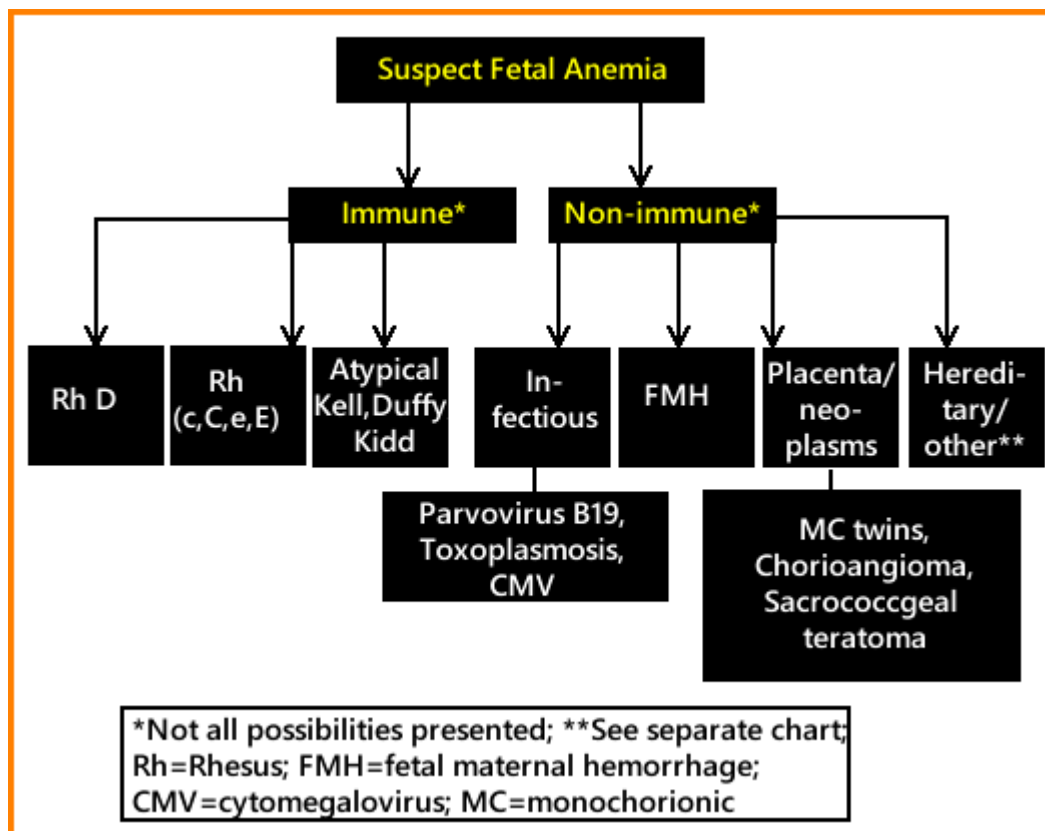 Suspect Fetal Anemia
Immune*
Non-immune*
Rh D
Rh
(c,C,e,E)
Atypical
Kell,Duffy
Kidd
In-
fectious
FMH
Placenta/
neo-
plasms
Heredi-
tary/
other**
Parvovirus B19,
Toxoplasmosis,
CMV
MC twins,
Chorioangioma,
Sacrococcgeal
teratoma
*Not all possibilities presented; **See separate chart;
Rh=Rhesus; FMH=fetal maternal hemorrhage;
CMV=cytomegalovirus; MC=monochorionic